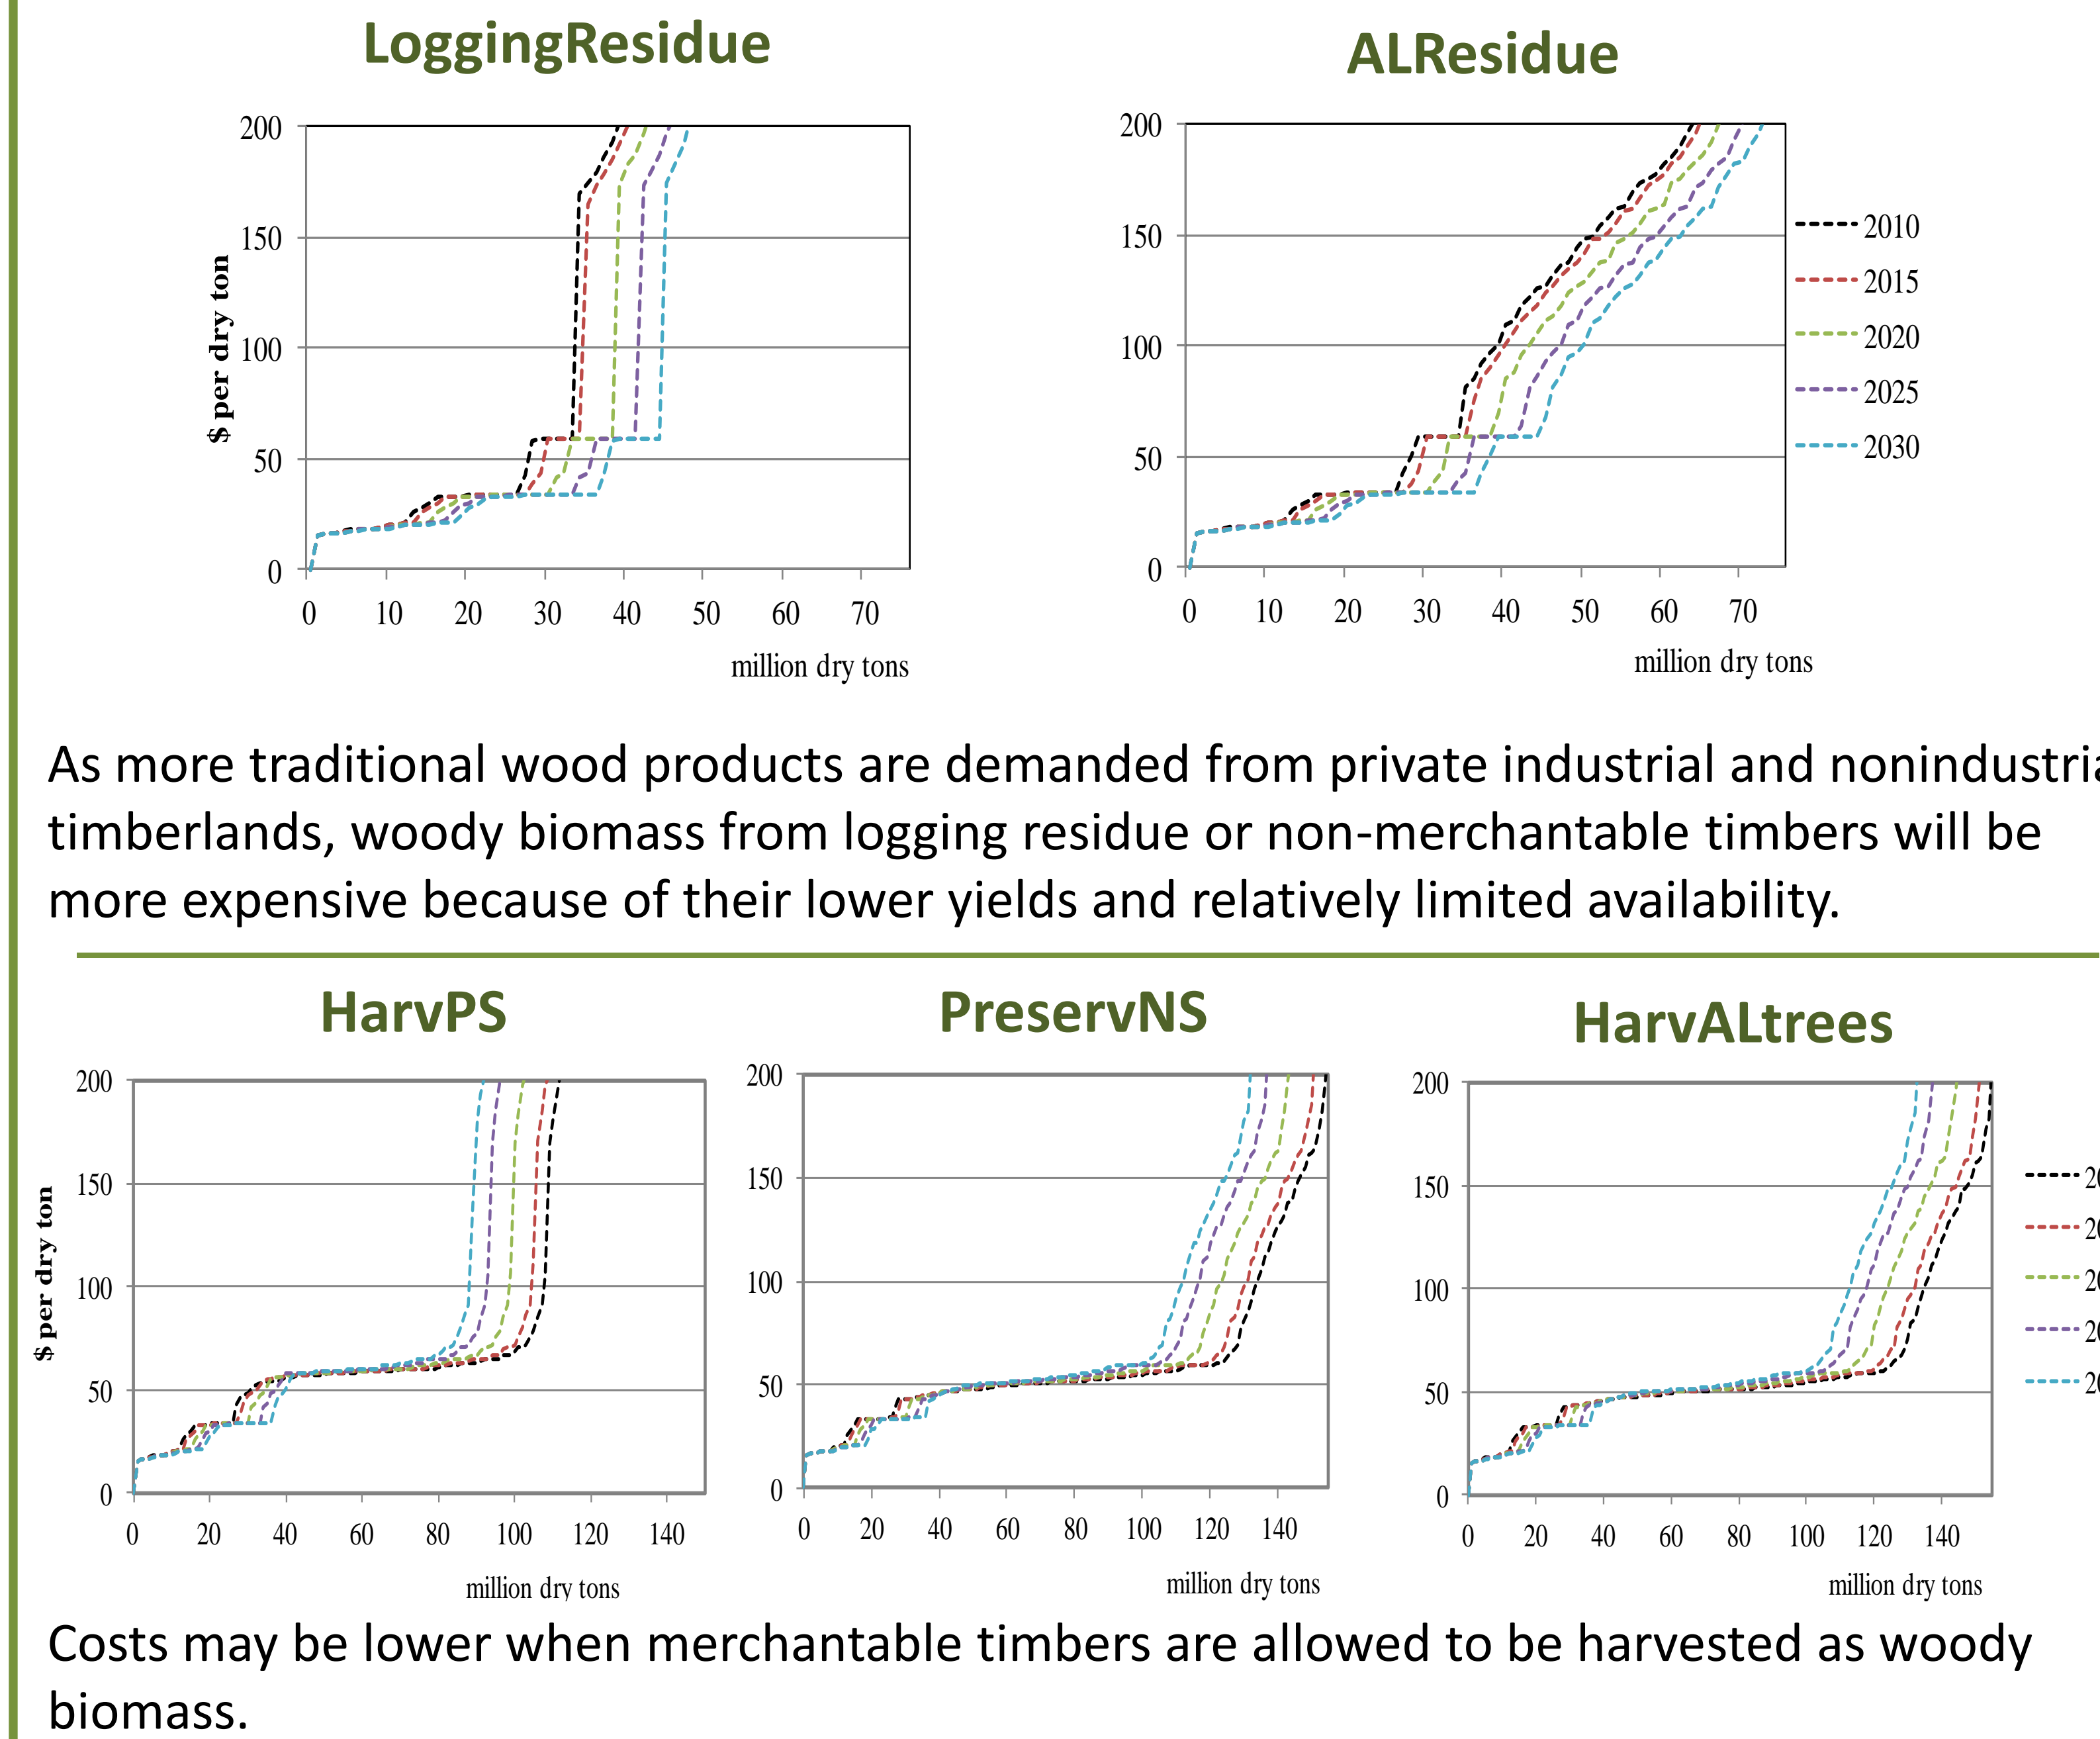 LoggingResidue
ALResidue
200
150
100
50
0
$ per dry ton
0 10 20 30 40 50 60 70
million dry tons
200
150
100
50
0
0 10 20 30 40 50 60 70
million dry tons
2010
2015
2020
2025
2030
As more traditional wood products are demanded from private industrial and nonindustria
timberlands, woody biomass from logging residue or non-merchantable timbers will be
more expensive because of their lower yields and relatively limited availability.
HarvPS
PreservNS
HarvALtrees
200
150
100
50
0
$ per dry ton
0 20 40 60 80 100 120 140
million dry tons
200
150
100
50
0
0 20 40 60 80 100 120 140
million dry tons
200
150
100
50
0
0 20 40 60 80 100 120 140
million dry tons
Costs may be lower when merchantable timbers are allowed to be harvested as woody
biomass.